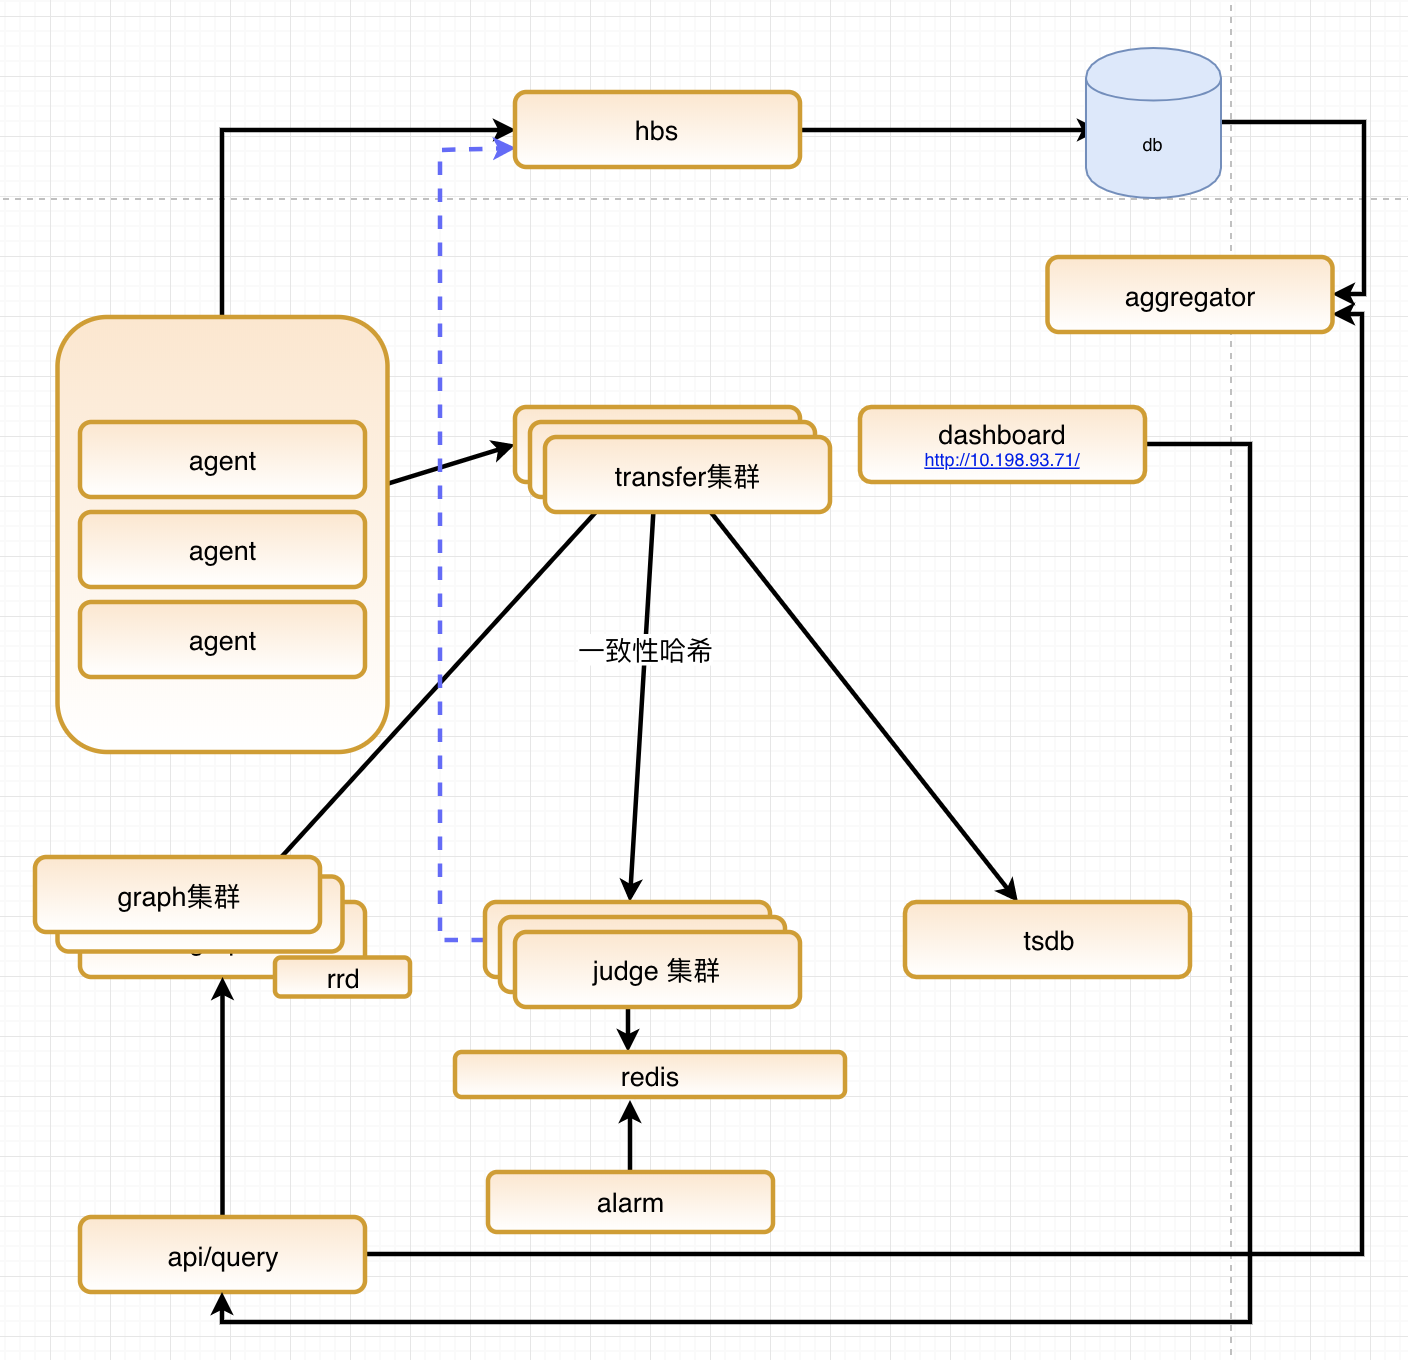 hbs
db
aggregator
agent
agent
agent
transfer集群
dashboard
http://10.198.93.71/
一致性哈希
graph集群
rrd
judge 集群
tsdb
redis
alarm
api/query